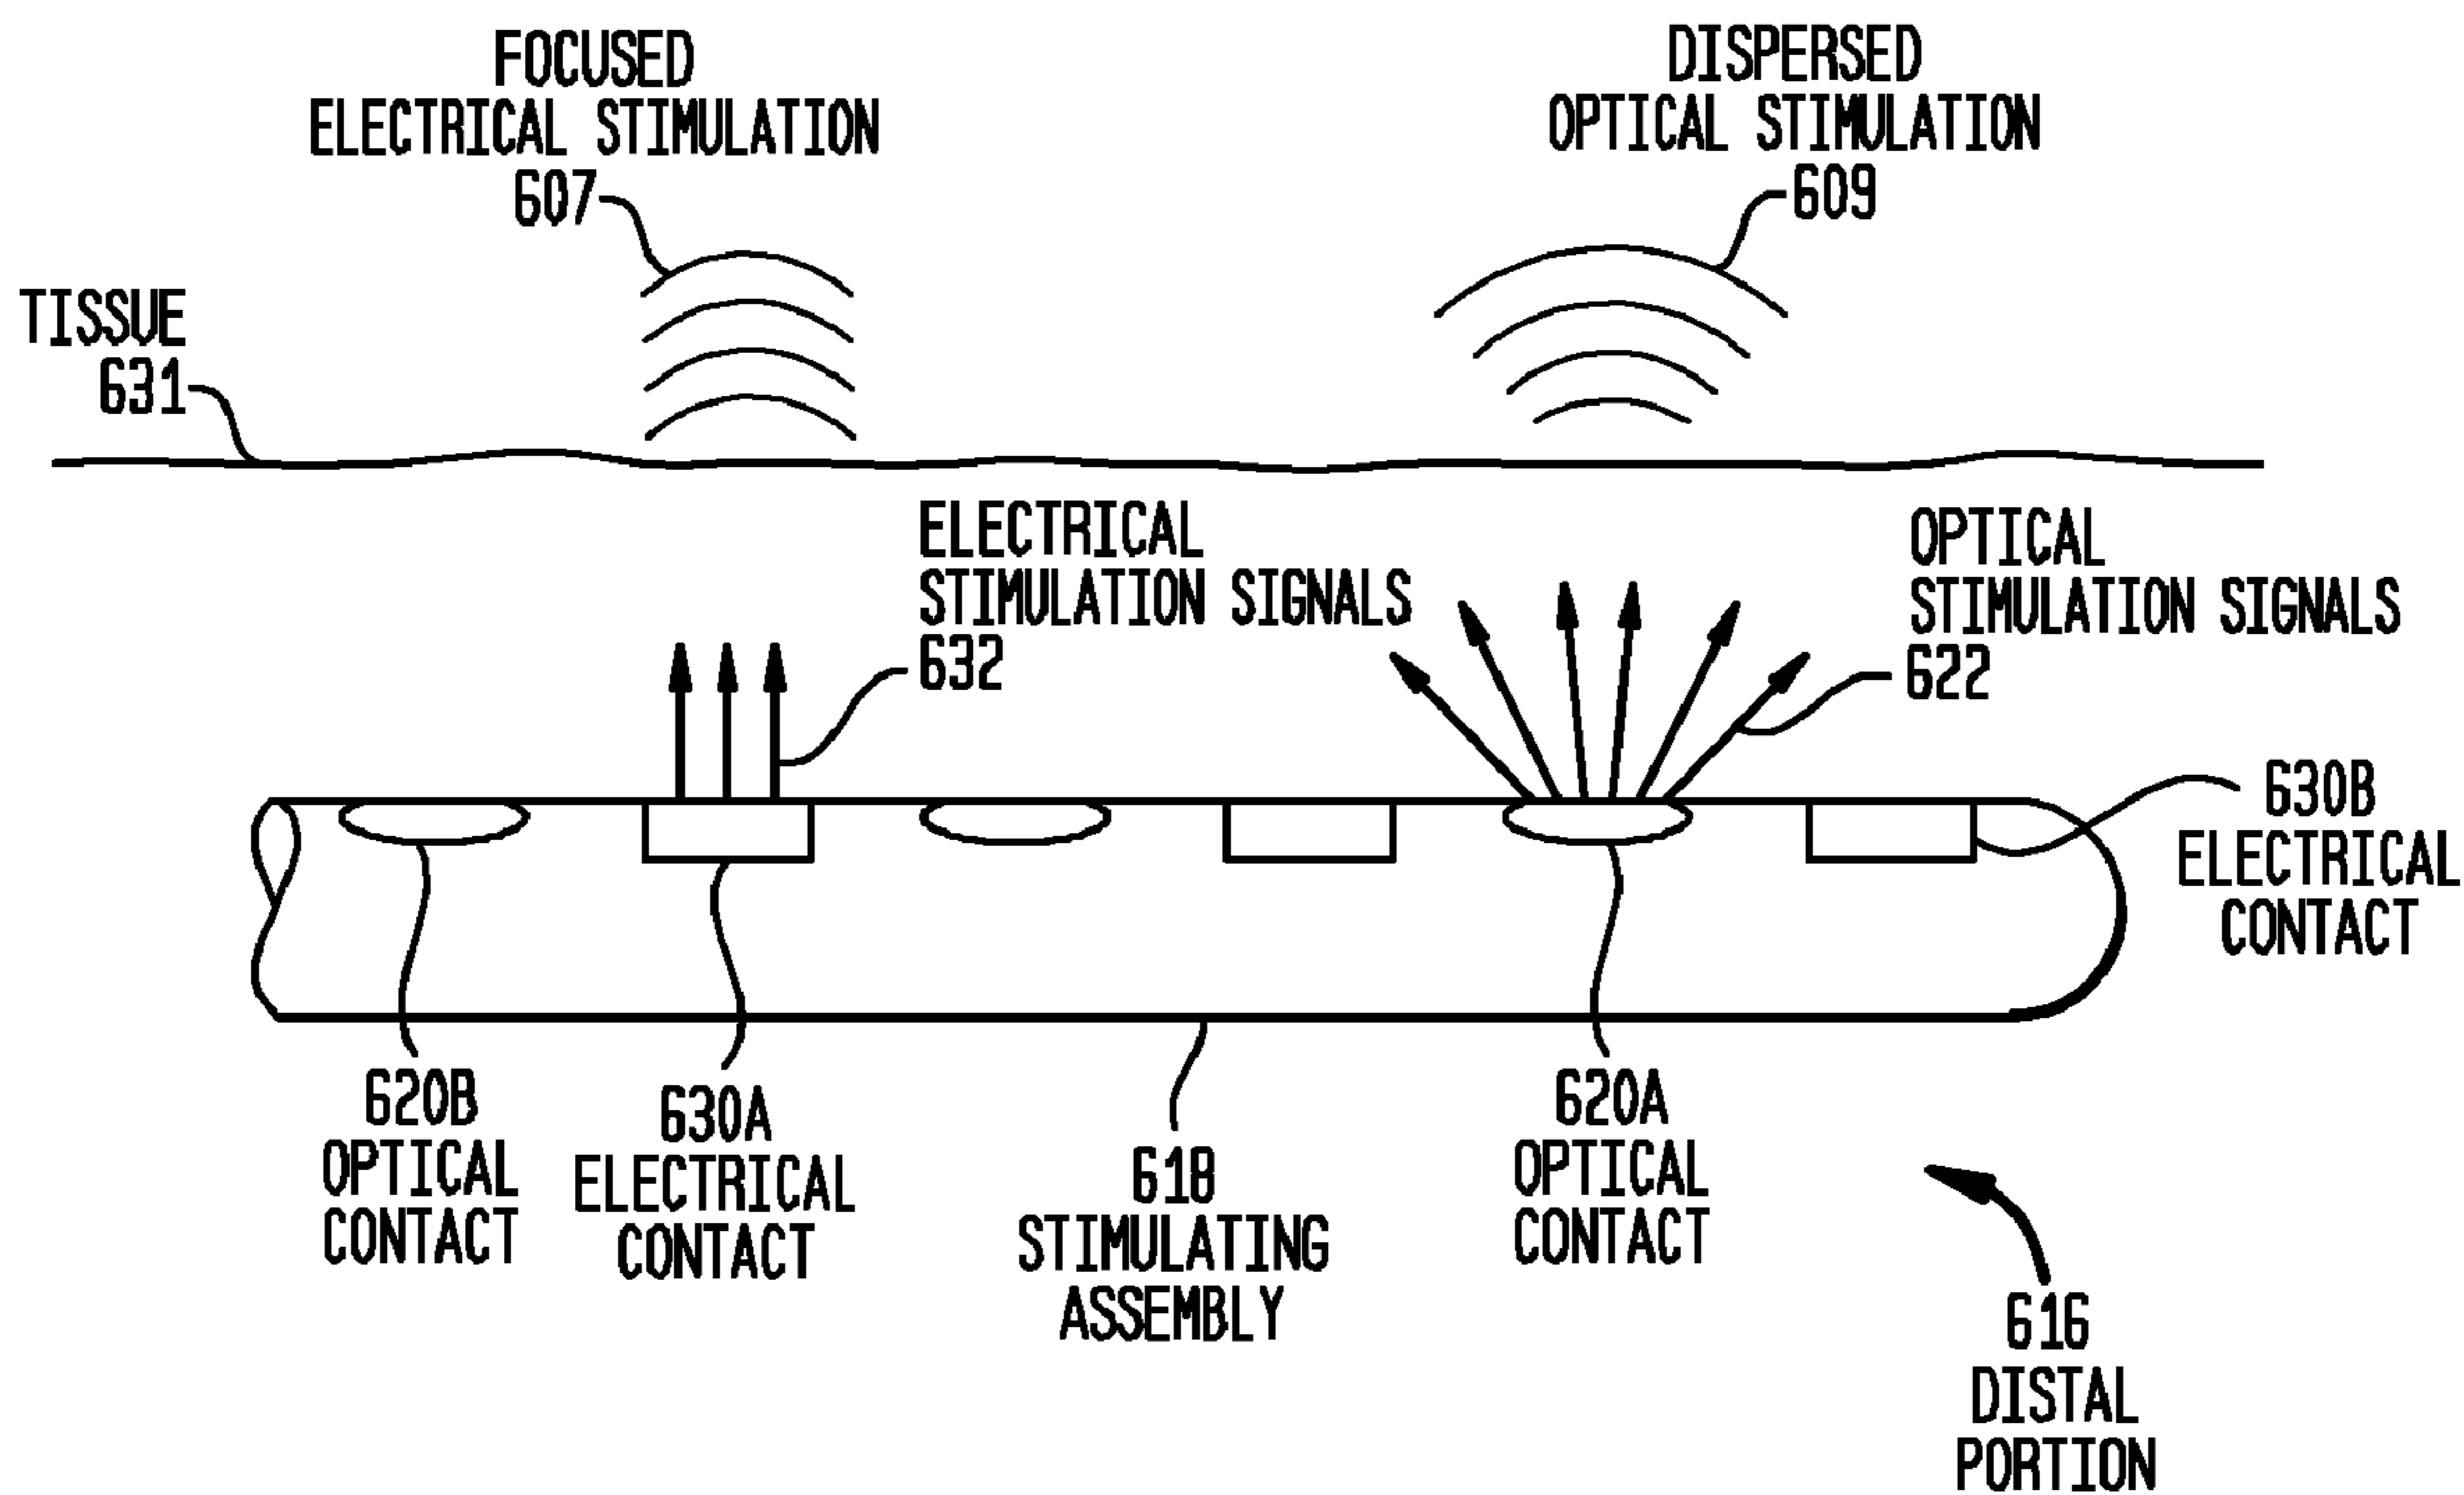 FOCUSED
ELECTRICAL STIMULATION
607
DISPERSED
OPTICAL STIMULATION
609
TISSUE
631
ELECTRICAL
STIMULATION SIGNALS
632
OPTICAL
STIMULATION SIGNALS
622
630B
ELECTRICAL
CONTACT
620B
OPTICAL
CONTACT
630A
ELECTRICAL
CONTACT
618
STIMULATING
ASSEMBLY
620A
OPTICAL
CONTACT
616
DISTAL
PORTION